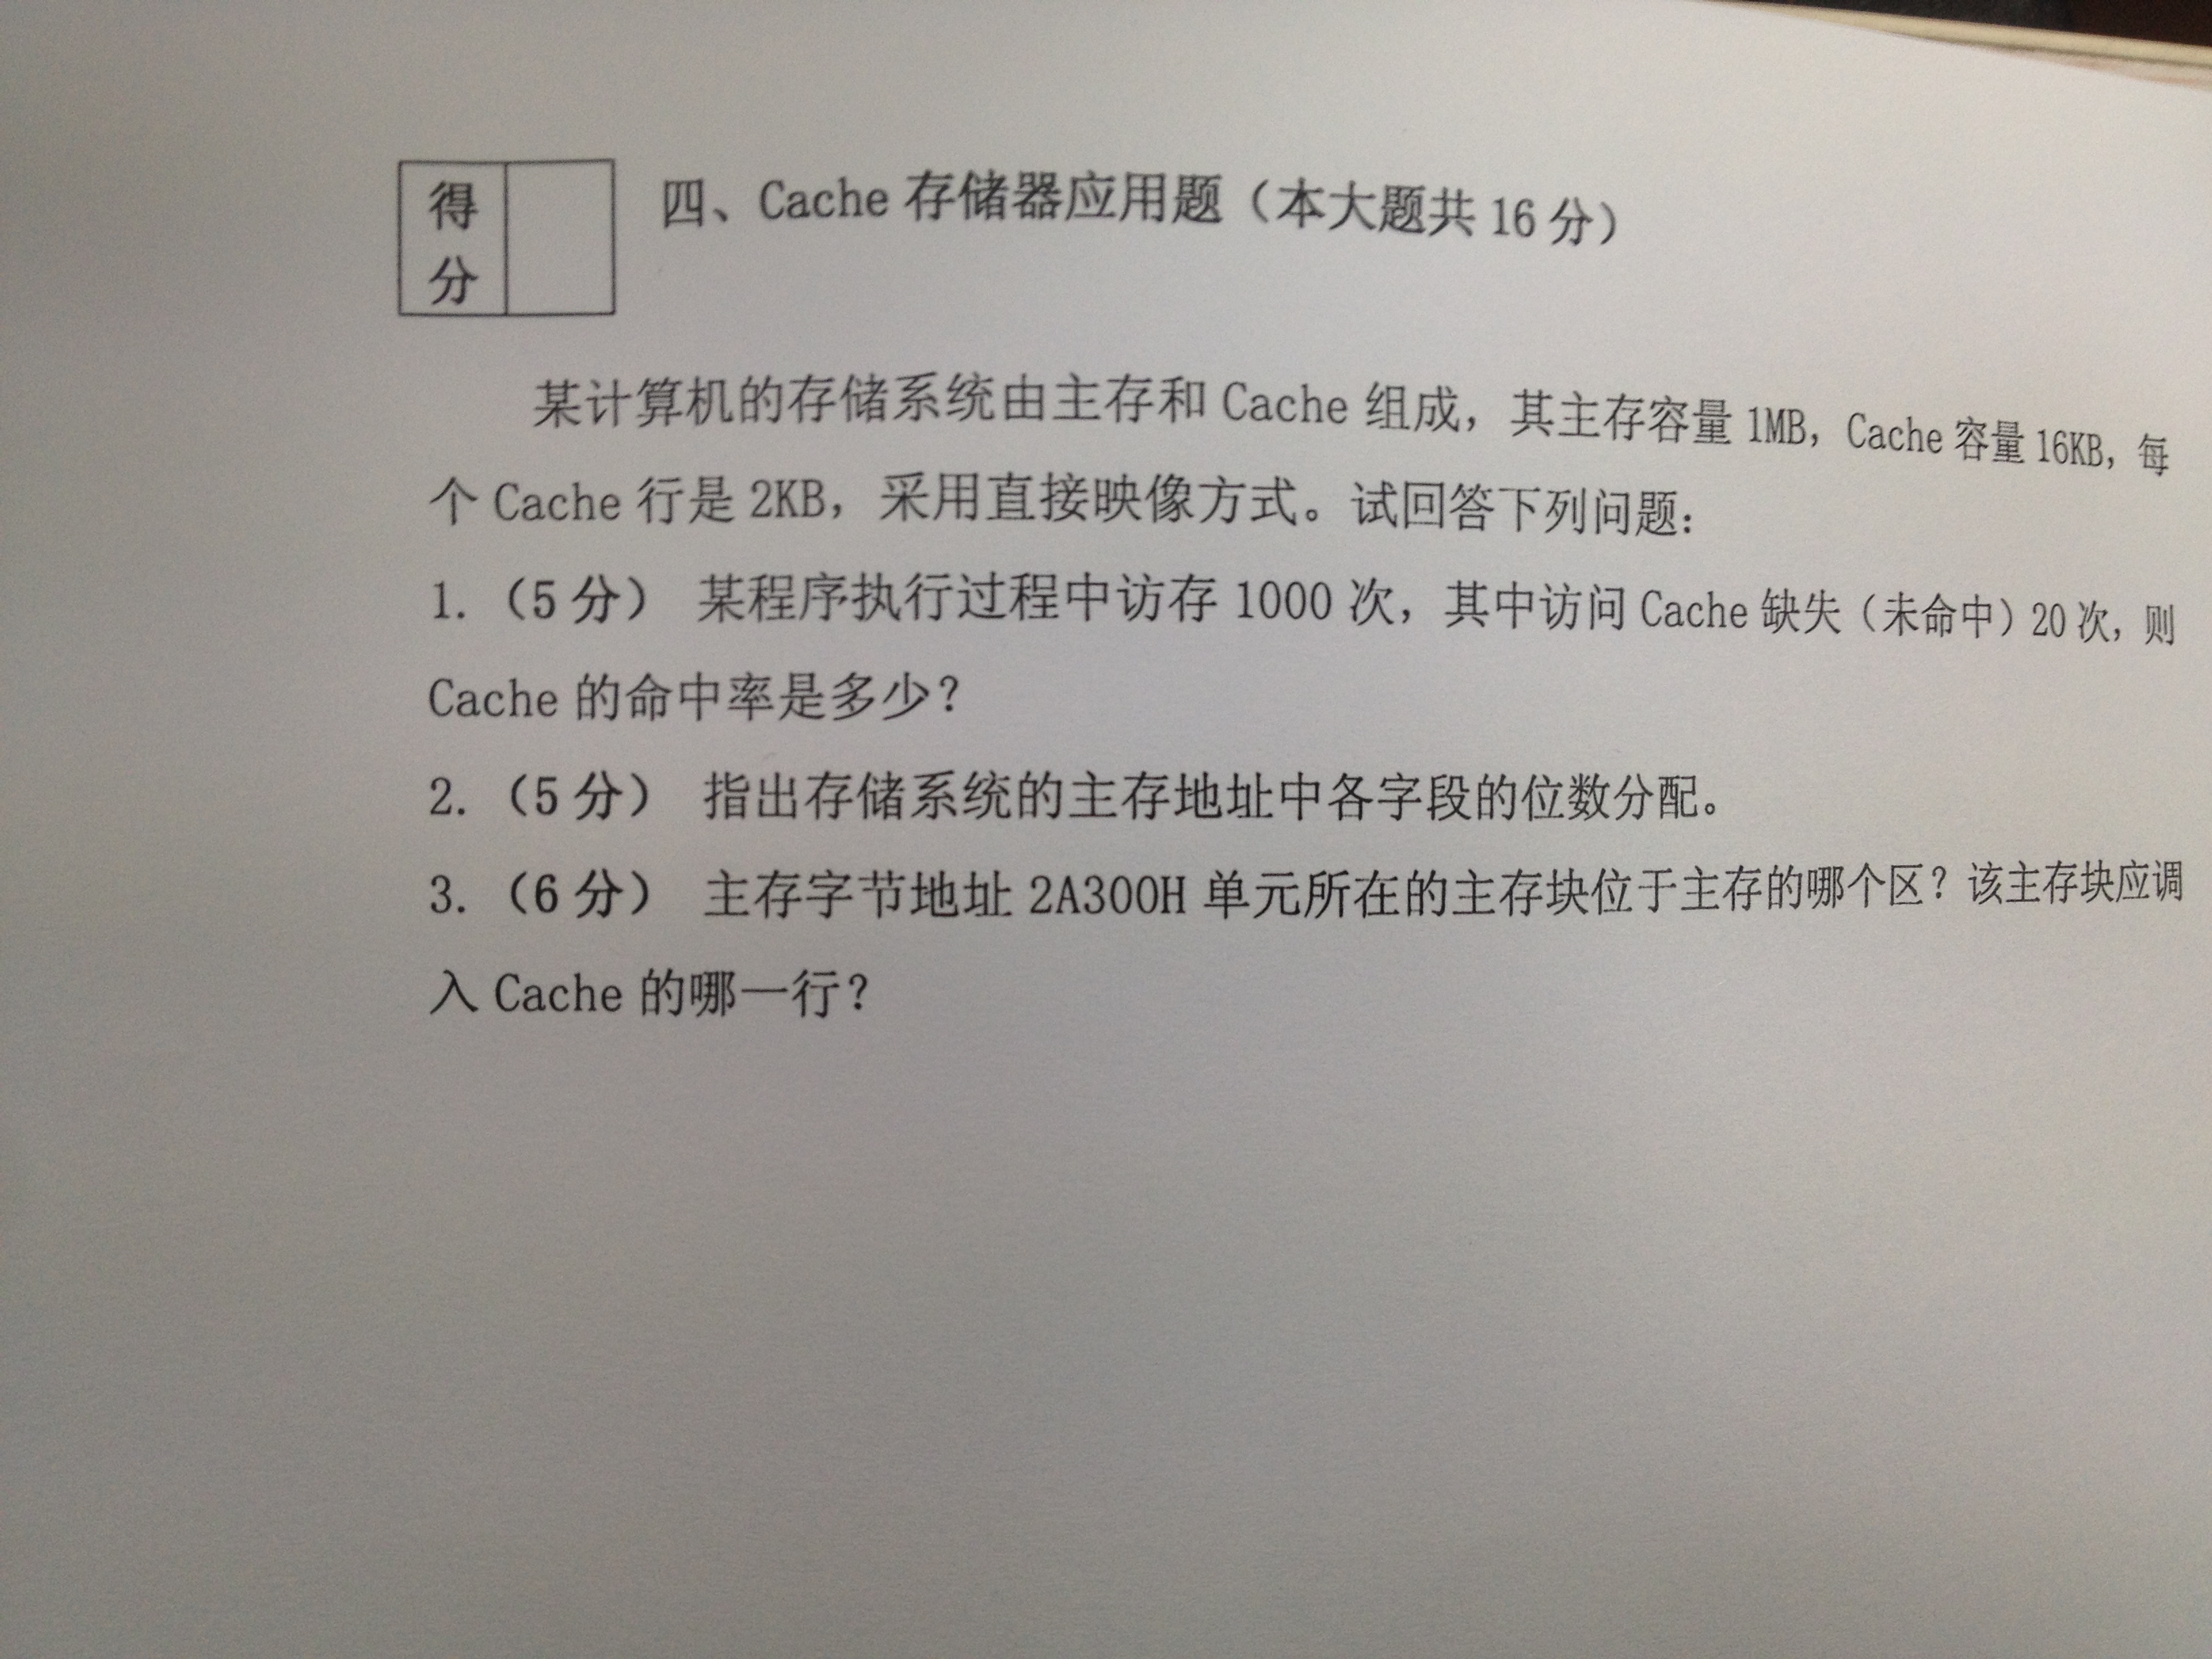 得分
四、Cache 存储器应用题（本大题共 16 分）
某计算机的存储系统由主存和 Cache 组成，其主存容量 1MB，Cache 容量 16KB，每
个 Cache 行是 2KB，采用直接映像方式。试回答下列问题：
1.（5 分） 某程序执行过程中访存 1000 次，其中访问 Cache 缺失（未命中）20 次，则
Cache 的命中率是多少？
2.（5 分） 指出存储系统的主存地址中各字段的位数分配。
3.（6 分） 主存字节地址 2A300H 单元所在的主存块位于主存的哪个区？该主存块应调
入 Cache 的哪一行？